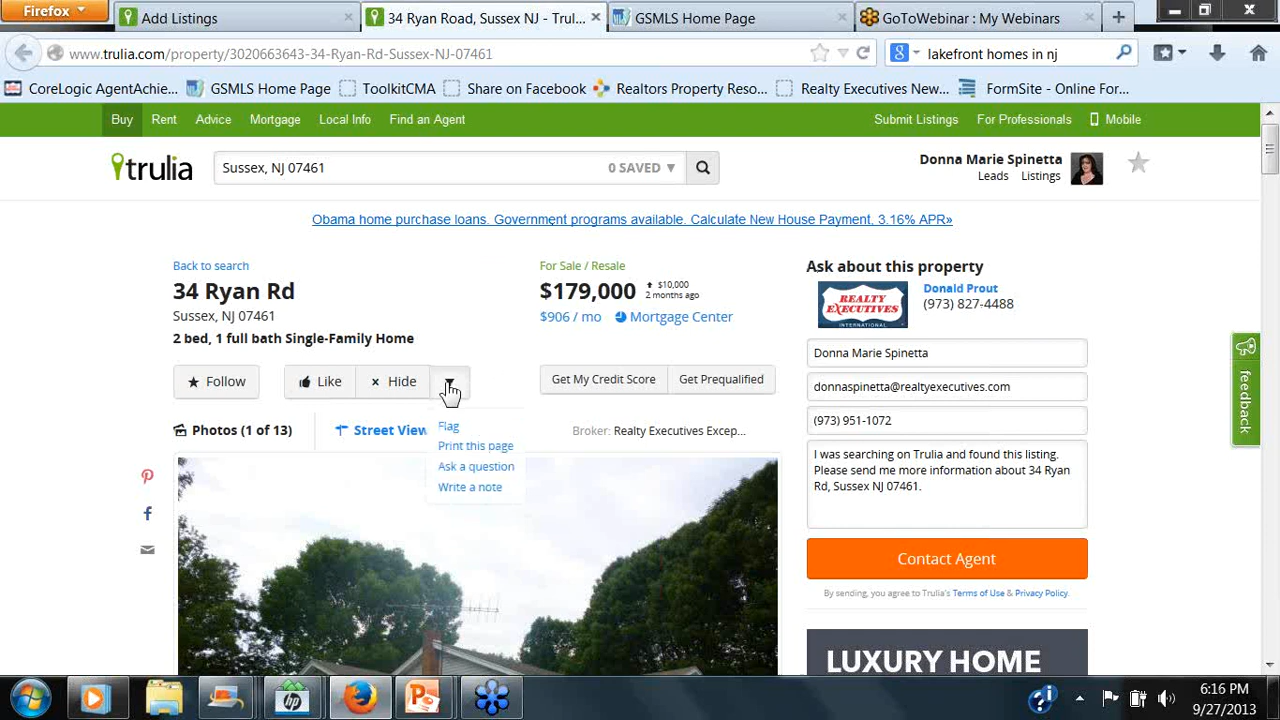 Firefox
Add Listings
34 Ryan Road, Sussex NJ - Trul...
GSMLS Home Page
GoToWebinar : My Webinars
www.trulia.com/property/3020663643-34-Ryan-Rd-Sussex-NJ-07461
lakefront homes in nj
CoreLogic AgentAchie...
GSMLS Home Page
ToolkitCMA
Share on Facebook
Realtors Property Reso...
Realty Executives New...
FormSite - Online For...
Buy
Rent
Advice
Mortgage
Local Info
Find an Agent
Submit Listings
For Professionals
Mobile
trulia
Sussex, NJ 07461
0 SAVED ▼
Donna Marie Spinetta
Leads
Listings
Obama home purchase loans. Government programs available. Calculate New House Payment, 3.16% APR»
Back to search
34 Ryan Rd
Sussex, NJ 07461
2 bed, 1 full bath Single-Family Home
For Sale / Resale
$179,000
$10,000
2 months ago
$906 / mo
Mortgage Center
Follow
Like
× Hide
Get My Credit Score
Get Prequalified
Flag
Print this page
Ask a question
Write a note
Photos (1 of 13)
Street View
Broker: Realty Executives Excep...
Ask about this property
REALTY
EXECUTIVES
INTERNATIONAL
Donald Prout
(973) 827-4488
Donna Marie Spinetta
donnaspinetta@realtyexecutives.com
(973) 951-1072
I was searching on Trulia and found this listing.
Please send me more information about 34 Ryan
Rd, Sussex NJ 07461.
Contact Agent
By sending, you agree to Trulia's Terms of Use & Privacy Policy.
LUXURY HOME
feedback
6:16 PM
9/27/2013